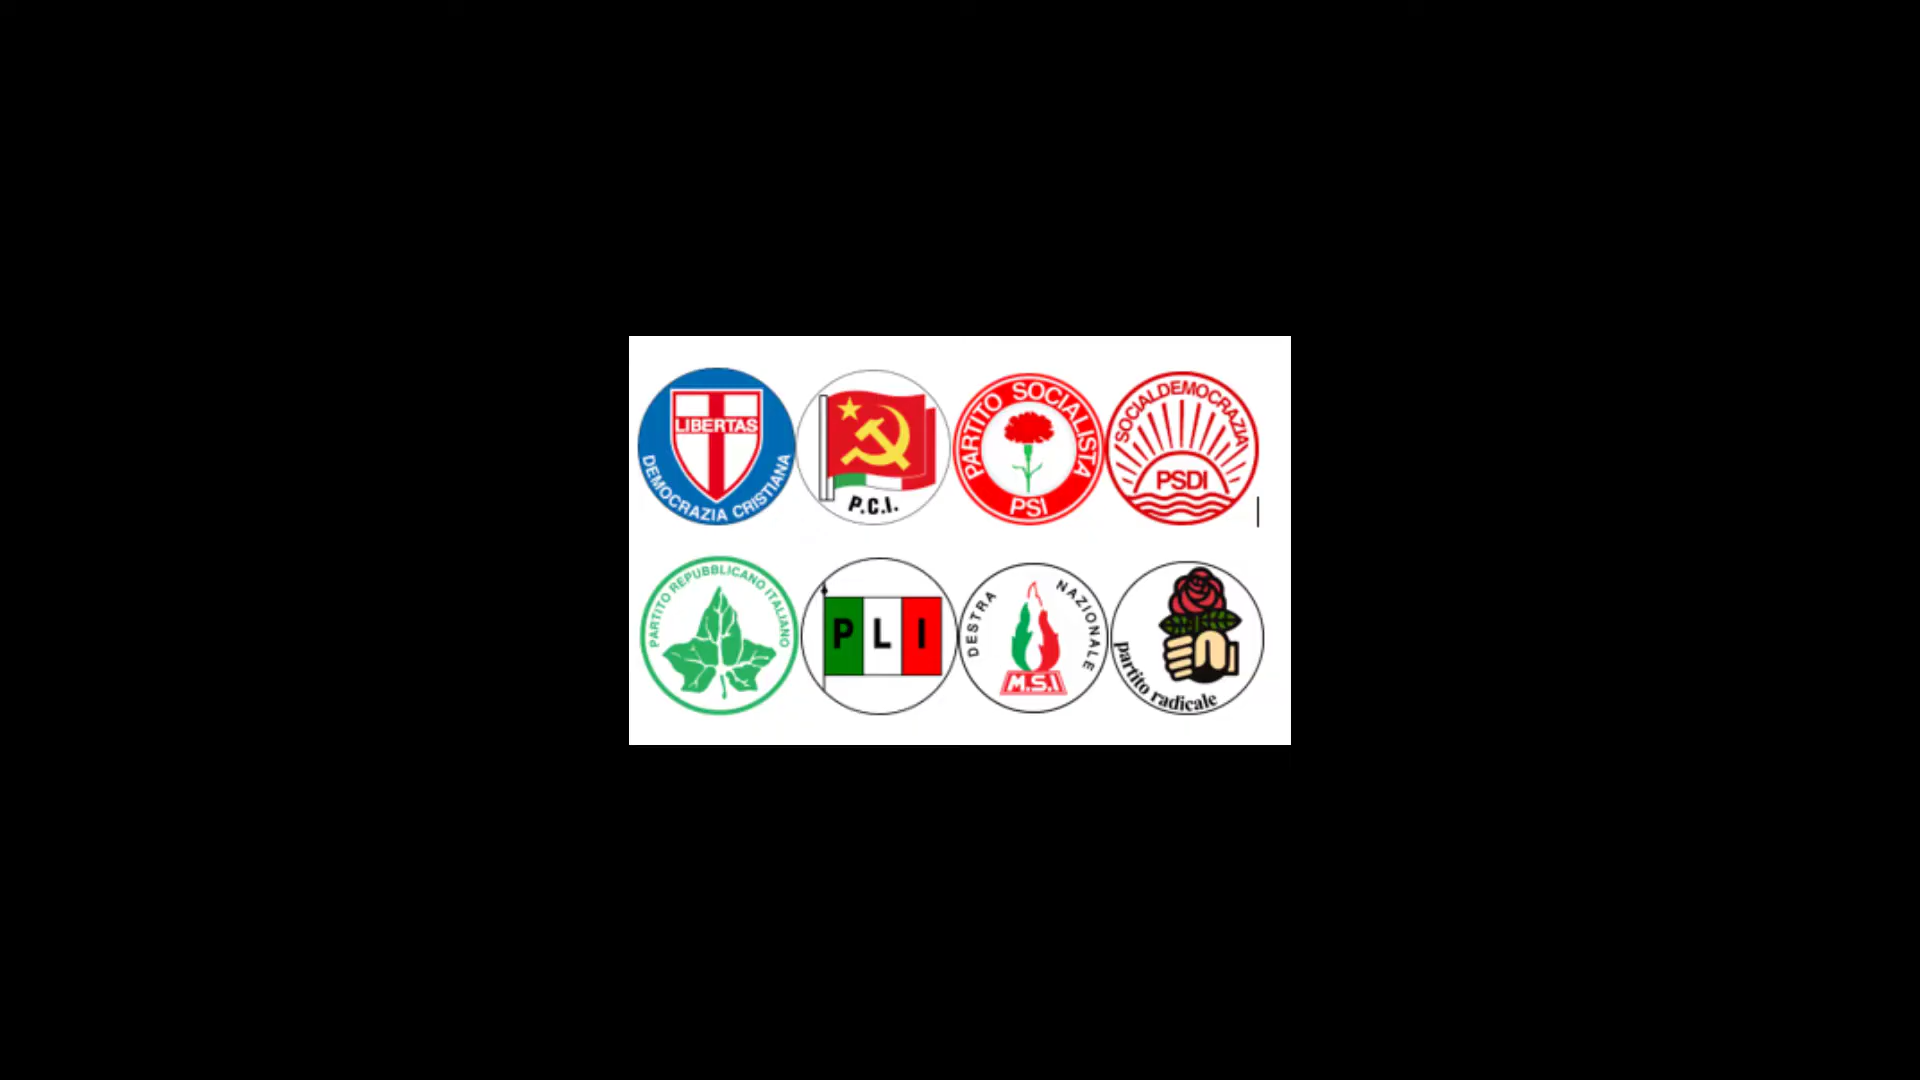 LIBERTAS
DEMOCRAZIA CRISTIANA
P.C.I.
PARTITO SOCIALISTA
PSI
SOCIALDEMOCRAZIA
PSDI
PARTITO REPUBBLICANO ITALIANO
P L I
DESTRA NAZIONALE
M.S.I
partito radicale